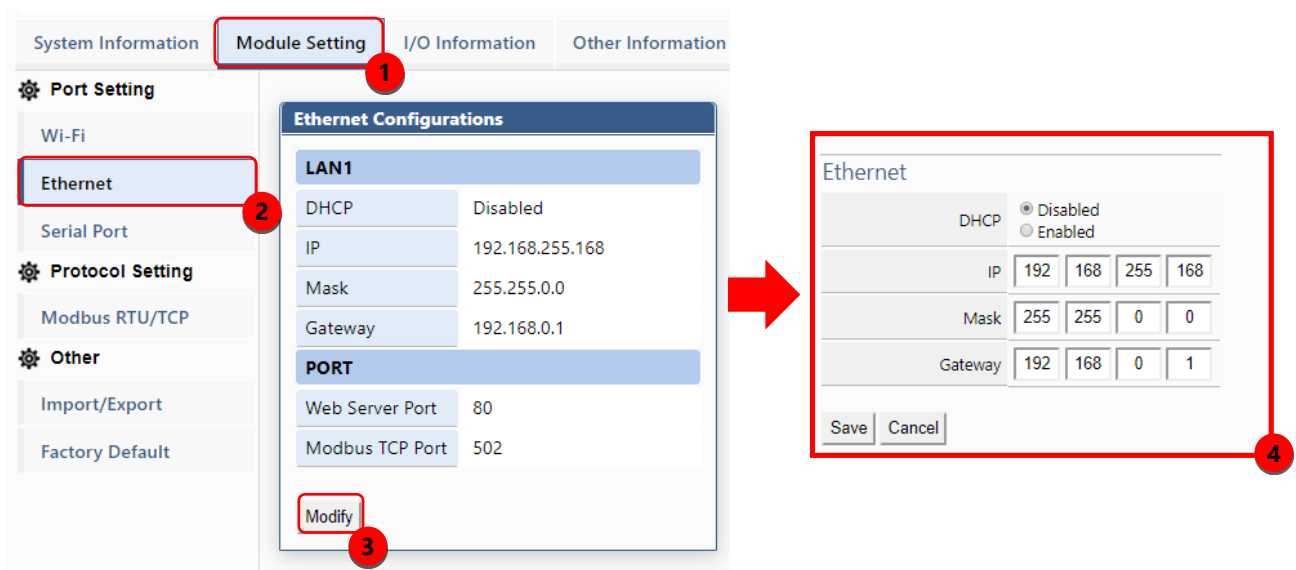 System Information Module Setting I/O Information Other Information
1
Port Setting
Wi-Fi
Ethernet
2
Serial Port
Protocol Setting
Modbus RTU/TCP
Other
Import/Export
Factory Default
Ethernet Configurations
LAN1
DHCP Disabled
IP 192.168.255.168
Mask 255.255.0.0
Gateway 192.168.0.1
PORT
Web Server Port 80
Modbus TCP Port 502
Modify
3
Ethernet
DHCP Disabled
Enabled
IP 192 168 255 168
Mask 255 255 0 0
Gateway 192 168 0 1
Save Cancel
4